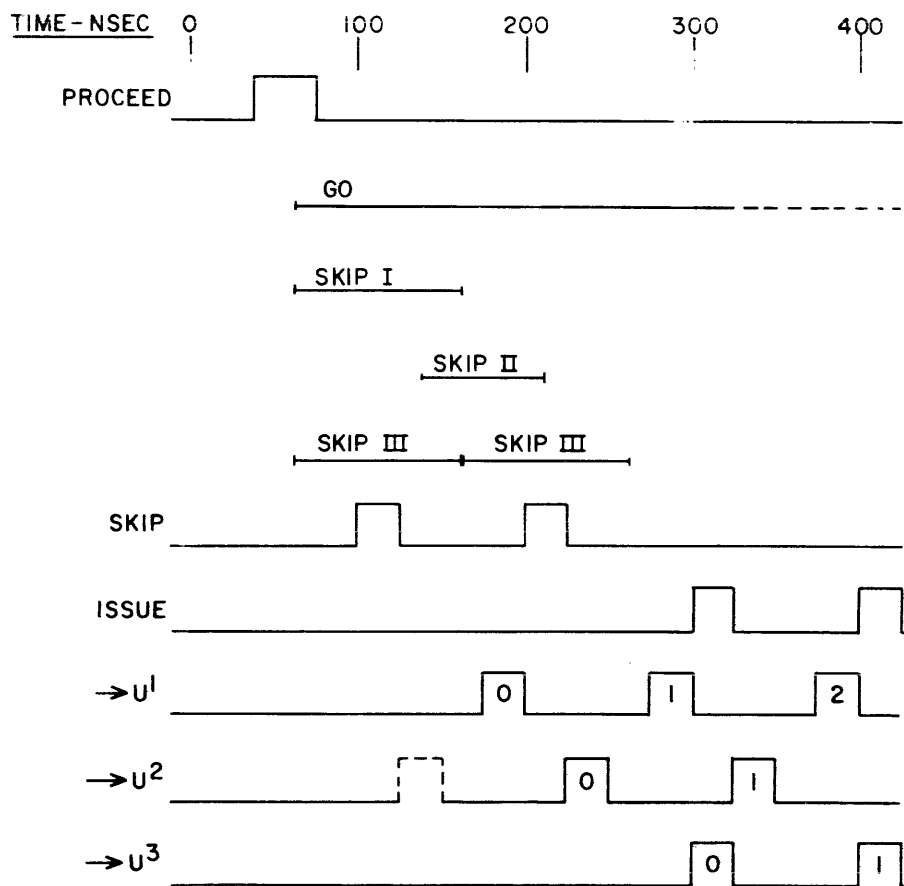 TIME-NSEC 0 100 200 300 400
PROCEED
GO
SKIP I
SKIP II
SKIP III SKIP III
SKIP
ISSUE
→U¹ 0 1 2
→U² 0 1
→U³ 0 1